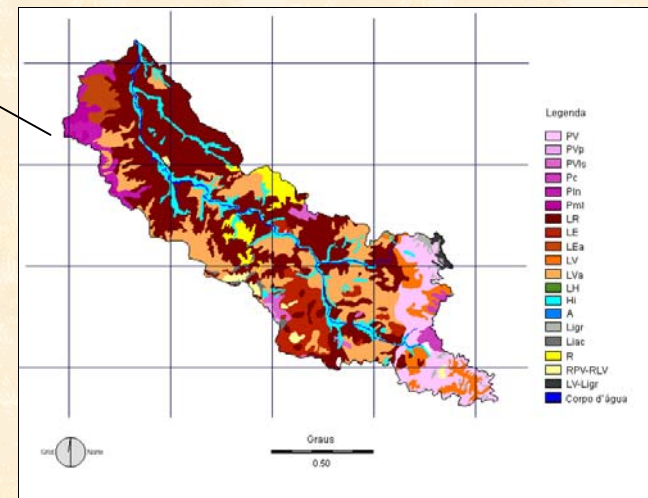 Legenda
PV
PVp
PVls
Pc
Pln
Pml
LR
LE
LEa
LV
LVa
LH
Hi
A
Ligr
Liac
R
RPV-RLV
LV-Ligr
Corpo d'água
Grid
Norte
Graus
0.50